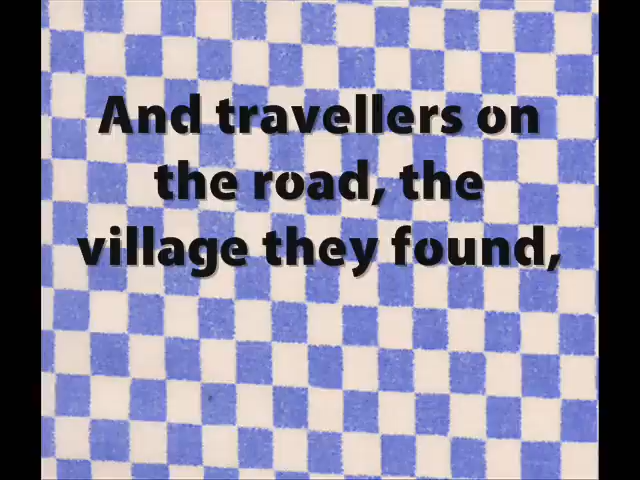 And travellers on
the road, the
village they found,